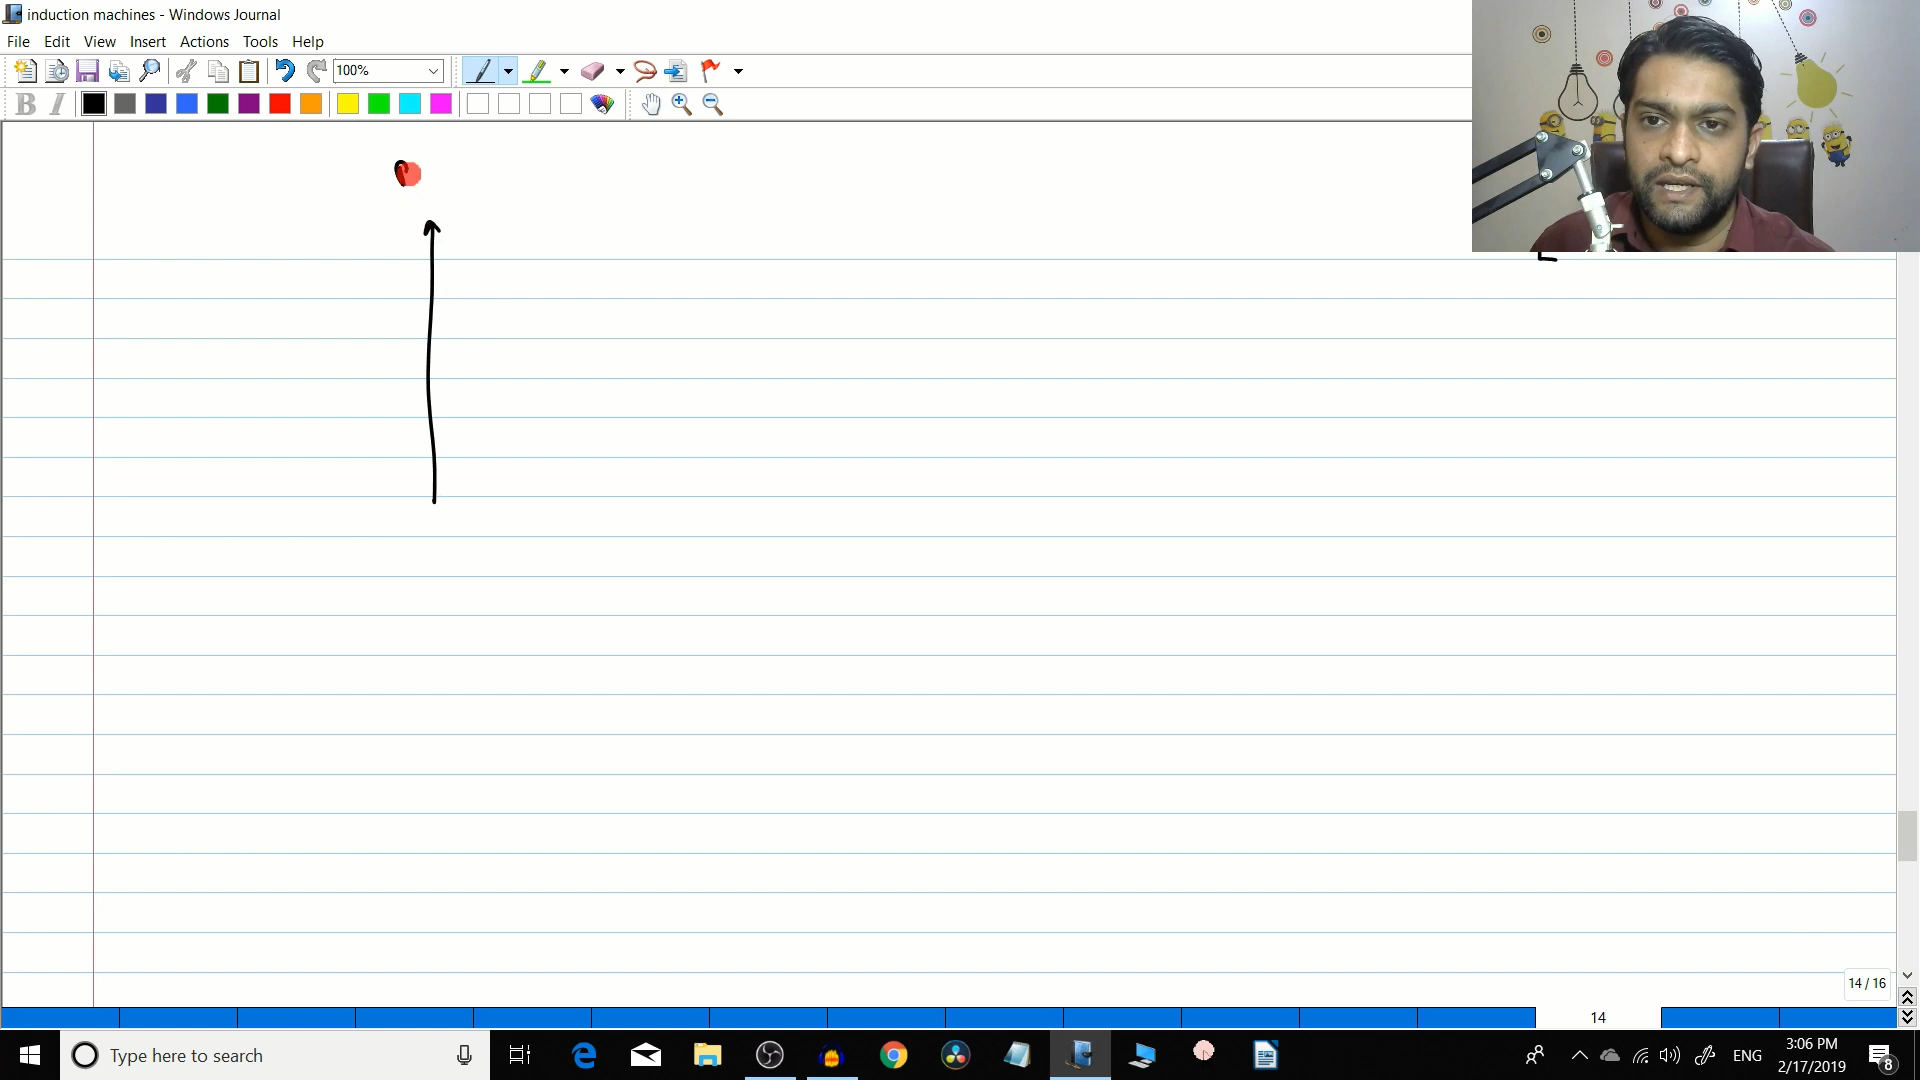 induction machines - Windows Journal
File Edit View Insert Actions Tools Help
100%
B I
14 / 16
14
Type here to search
ENG
3:06 PM
2/17/2019
8